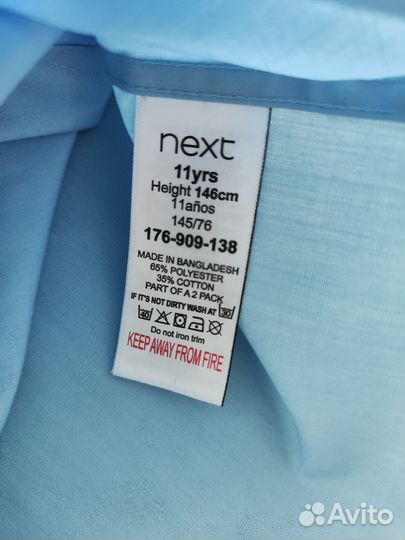 next
11yrs
Height 146cm
11años
145/76
176-909-138
MADE IN BANGLADESH
65% POLYESTER
35% COTTON
PART OF A 2 PACK
IF IT'S NOT DIRTY WASH AT 30
40
Do not iron trim
KEEP AWAY FROM FIRE
Avito